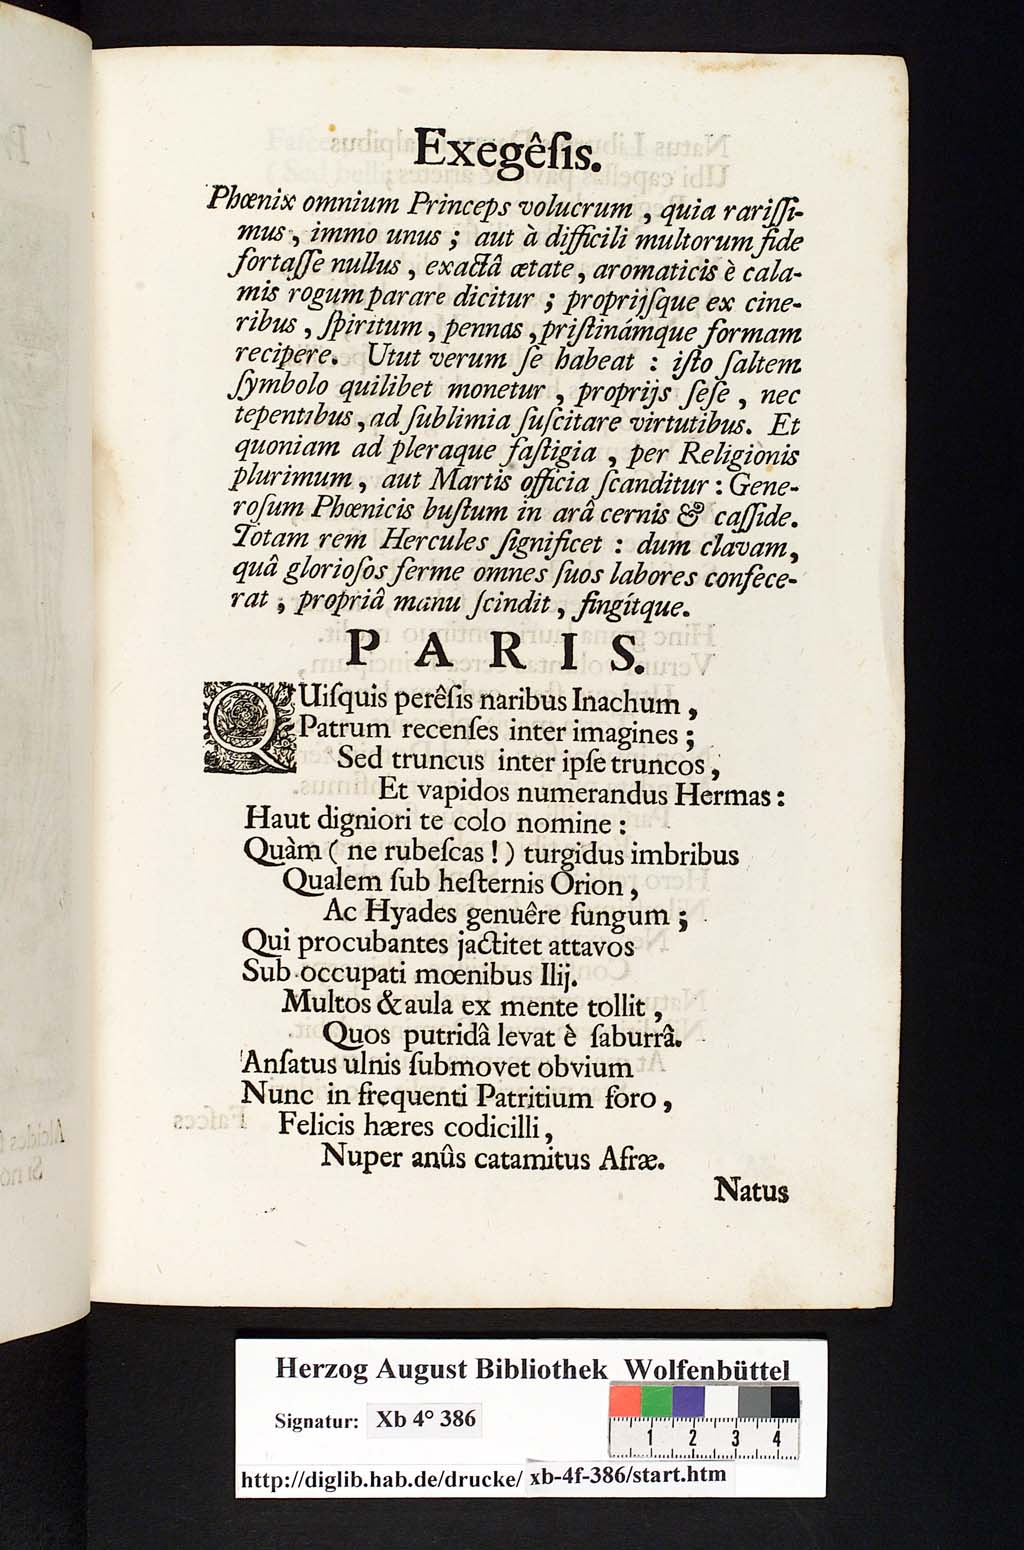 Exegêſis.
Phœnix omnium Princeps volucrum , quia rariſſi-
mus , immo unus ; aut à difficili multorum fide
fortaſſe nullus , exactâ ætate , aromaticis è cala-
mis rogum parare dicitur ; proprijſque ex cine-
ribus , ſpiritum , pennas , priſtinámque formam
recipere. Utut verum ſe habeat : iſto ſaltem
ſymbolo quilibet monetur , proprijs ſeſe , nec
tepentibus , ad ſublimia ſuſcitare virtutibus. Et
quoniam ad pleraque faſtigia , per Religionis
plurimum , aut Martis officia ſcanditur : Gene-
roſum Phœnicis buſtum in arâ cernis & caſſide.
Totam rem Hercules ſignificet : dum clavam,
quâ glorioſos ferme omnes ſuos labores confece-
rat , propriâ manu ſcindit , fingítque.
PARIS.
QUiſquis perêſis naribus Inachum ,
Patrum recenſes inter imagines ;
Sed truncus inter ipſe truncos ,
Et vapidos numerandus Hermas :
Haut digniori te colo nomine :
Quàm ( ne rubeſcas ! ) turgidus imbribus
Qualem ſub heſternis Orion ,
Ac Hyades genuêre fungum ;
Qui procubantes jactitet attavos
Sub occupati mœnibus Ilij.
Multos & aula ex mente tollit ,
Quos putridâ levat è ſaburrâ.
Anſatus ulnis ſubmovet obvium
Nunc in frequenti Patritium foro ,
Felicis hæres codicilli ,
Nuper anûs catamitus Afræ.
Natus
Herzog August Bibliothek Wolfenbüttel
Signatur: Xb 4° 386
1 2 3 4
http://diglib.hab.de/drucke/ xb-4f-386/start.htm